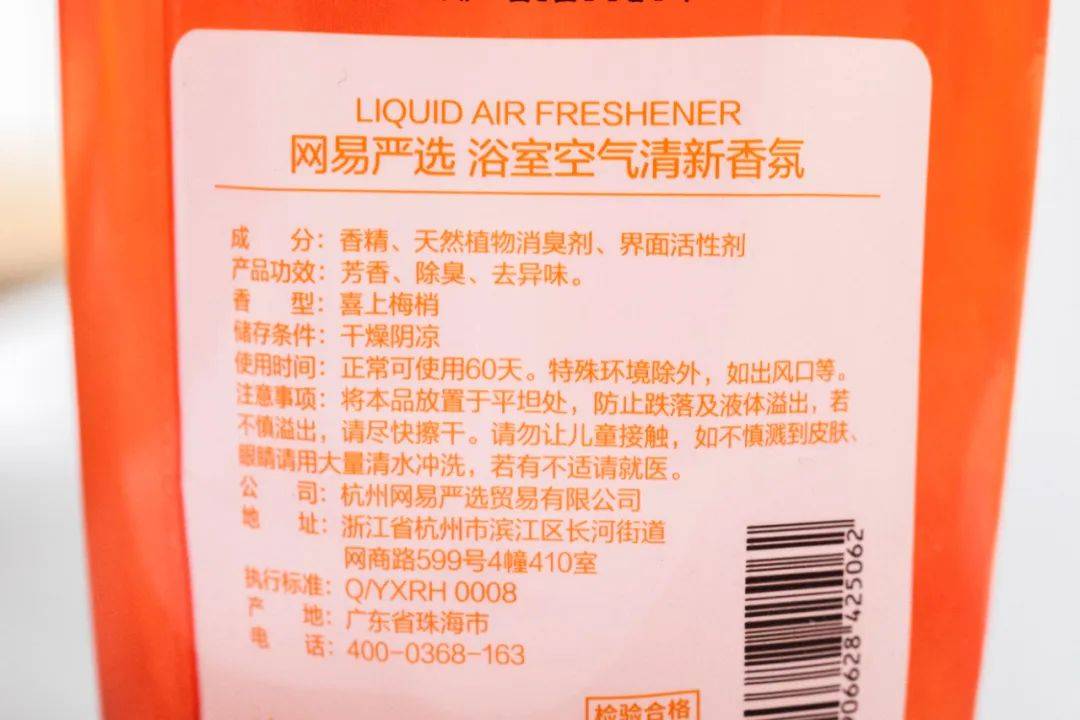 LIQUID AIR FRESHENER
网易严选 浴室空气清新香氛
成 分：香精、天然植物消臭剂、界面活性剂
产品功效：芳香、除臭、去异味。
香 型：喜上梅梢
储存条件：干燥阴凉
使用时间：正常可使用60天。特殊环境除外，如出风口等。
注意事项：将本品放置于平坦处，防止跌落及液体溢出，若
不慎溢出，请尽快擦干。请勿让儿童接触，如不慎溅到皮肤、
眼睛请用大量清水冲洗，若有不适请就医。
公 司：杭州网易严选贸易有限公司
地 址：浙江省杭州市滨江区长河街道
网商路599号4幢410室
执行标准：Q/YXRH 0008
产 地：广东省珠海市
电 话：400-0368-163
检验合格
06628 425062